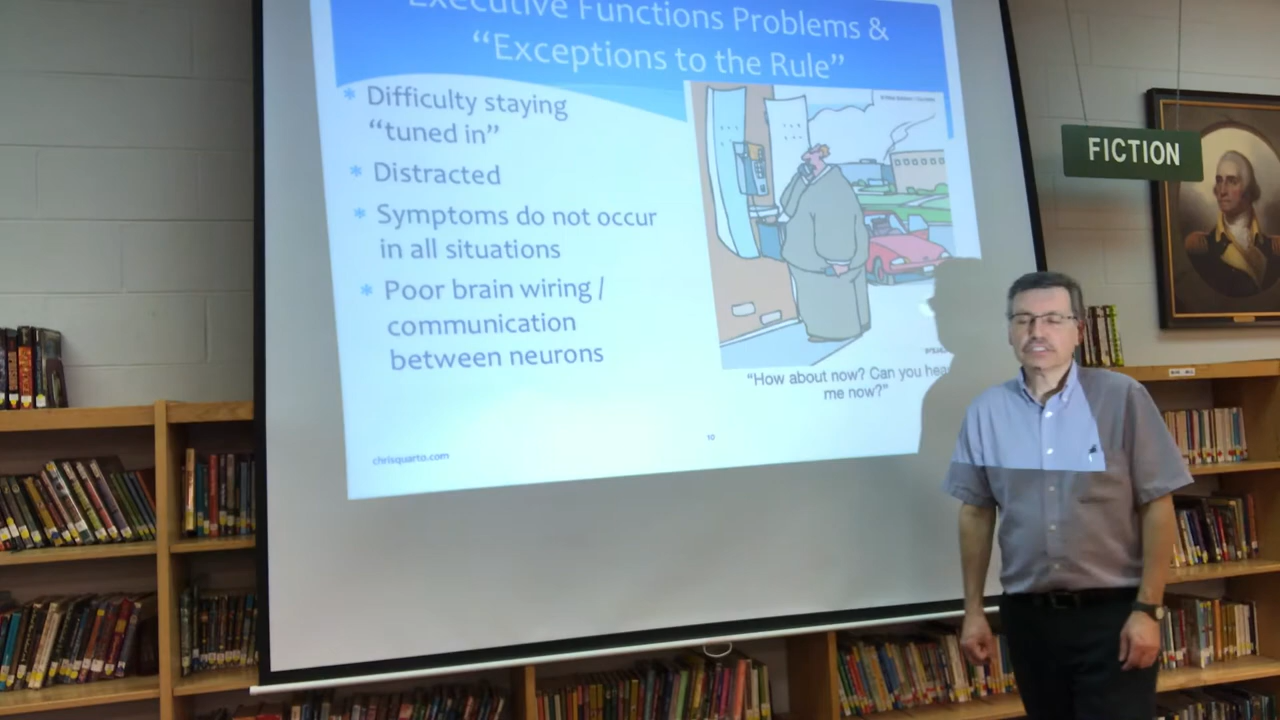 Executive Functions Problems &
“Exceptions to the Rule”
* Difficulty staying
“tuned in”
* Distracted
* Symptoms do not occur
in all situations
* Poor brain wiring /
communication
between neurons
“How about now? Can you hea
me now?”
10
chrisquarto.com
FICTION